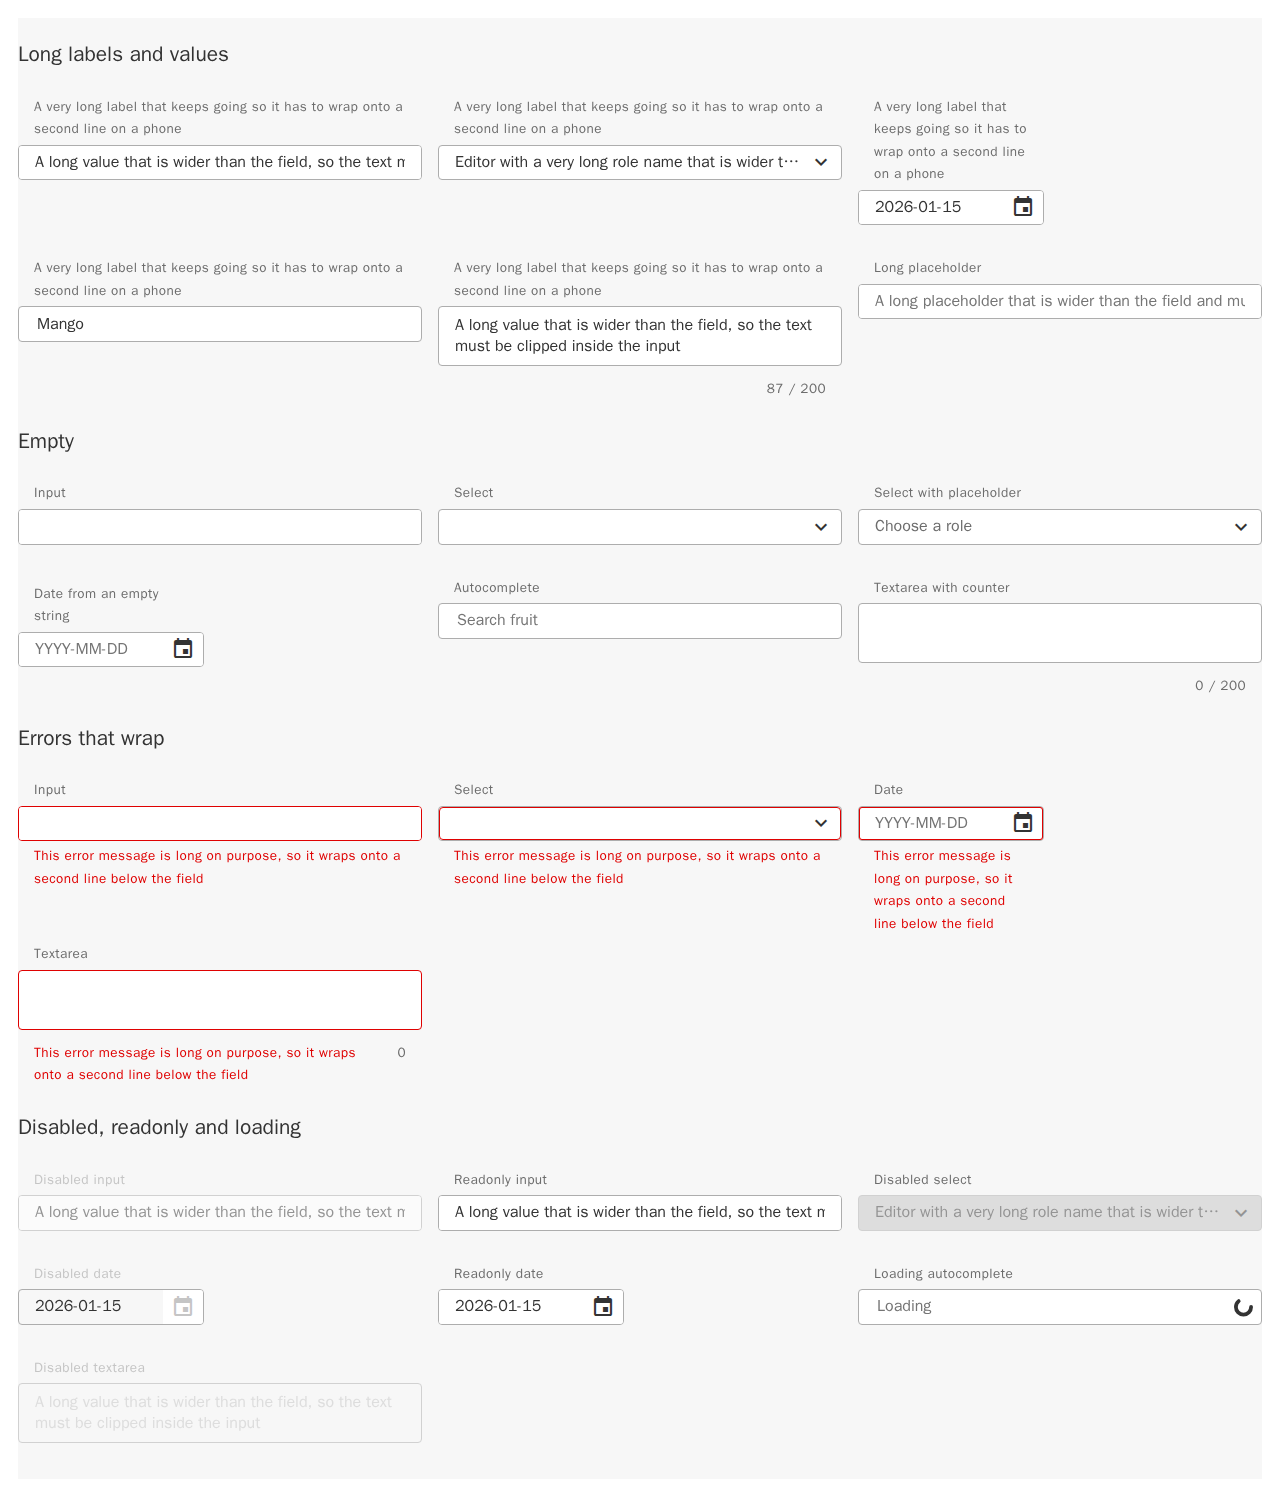 Long labels and values
A very long label that keeps going so it has to wrap onto a
second line on a phone
A long value that is wider than the field, so the text
A very long label that keeps going so it has to wrap onto a
second line on a phone
Editor with a very long role name that is wider t…
A very long label that
keeps going so it has to
wrap onto a second line
on a phone
2026-01-15
A very long label that keeps going so it has to wrap onto a
second line on a phone
Mango
A very long label that keeps going so it has to wrap onto a
second line on a phone
A long value that is wider than the field, so the text
must be clipped inside the input
87 / 200
Long placeholder
A long placeholder that is wider than the field and
Empty
Input
Select
Select with placeholder
Choose a role
Date from an empty
string
YYYY-MM-DD
Autocomplete
Search fruit
Textarea with counter
0 / 200
Errors that wrap
Input
This error message is long on purpose, so it wraps onto a
second line below the field
Select
This error message is long on purpose, so it wraps onto a
second line below the field
Date
YYYY-MM-DD
This error message is
long on purpose, so it
wraps onto a second
line below the field
Textarea
This error message is long on purpose, so it wraps
onto a second line below the field
0
Disabled, readonly and loading
Disabled input
A long value that is wider than the field, so the text
Readonly input
A long value that is wider than the field, so the text
Disabled select
Editor with a very long role name that is wider t…
Disabled date
2026-01-15
Readonly date
2026-01-15
Loading autocomplete
Loading
Disabled textarea
A long value that is wider than the field, so the text
must be clipped inside the input